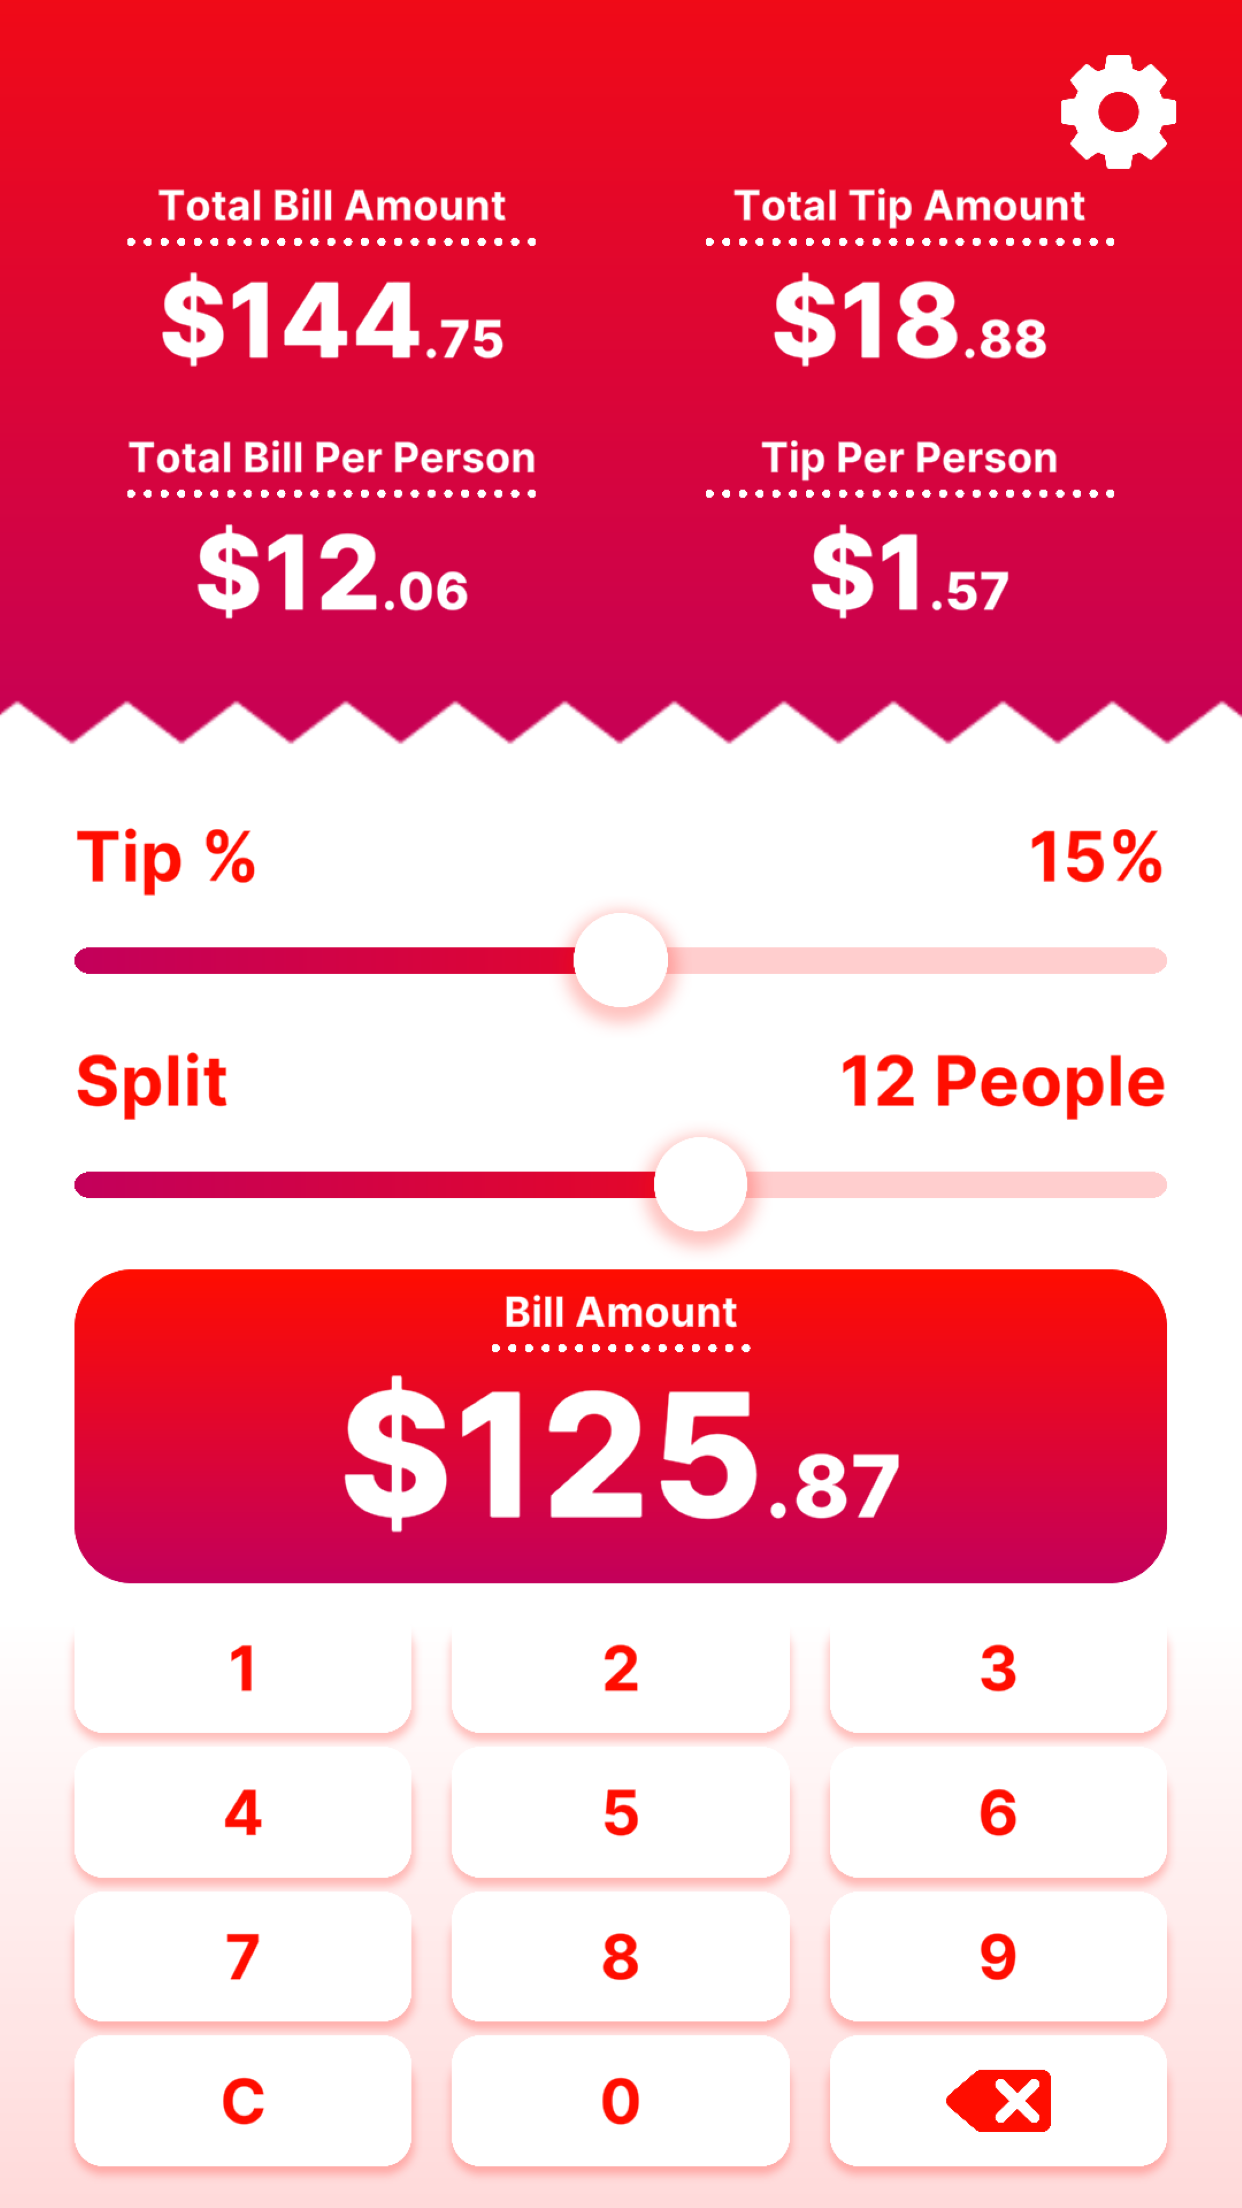 Total Bill Amount
$144.75
Total Tip Amount
$18.88
Total Bill Per Person
$12.06
Tip Per Person
$1.57
Tip % 15%
Split 12 People
Bill Amount
$125.87
1 2 3
4 5 6
7 8 9
C 0